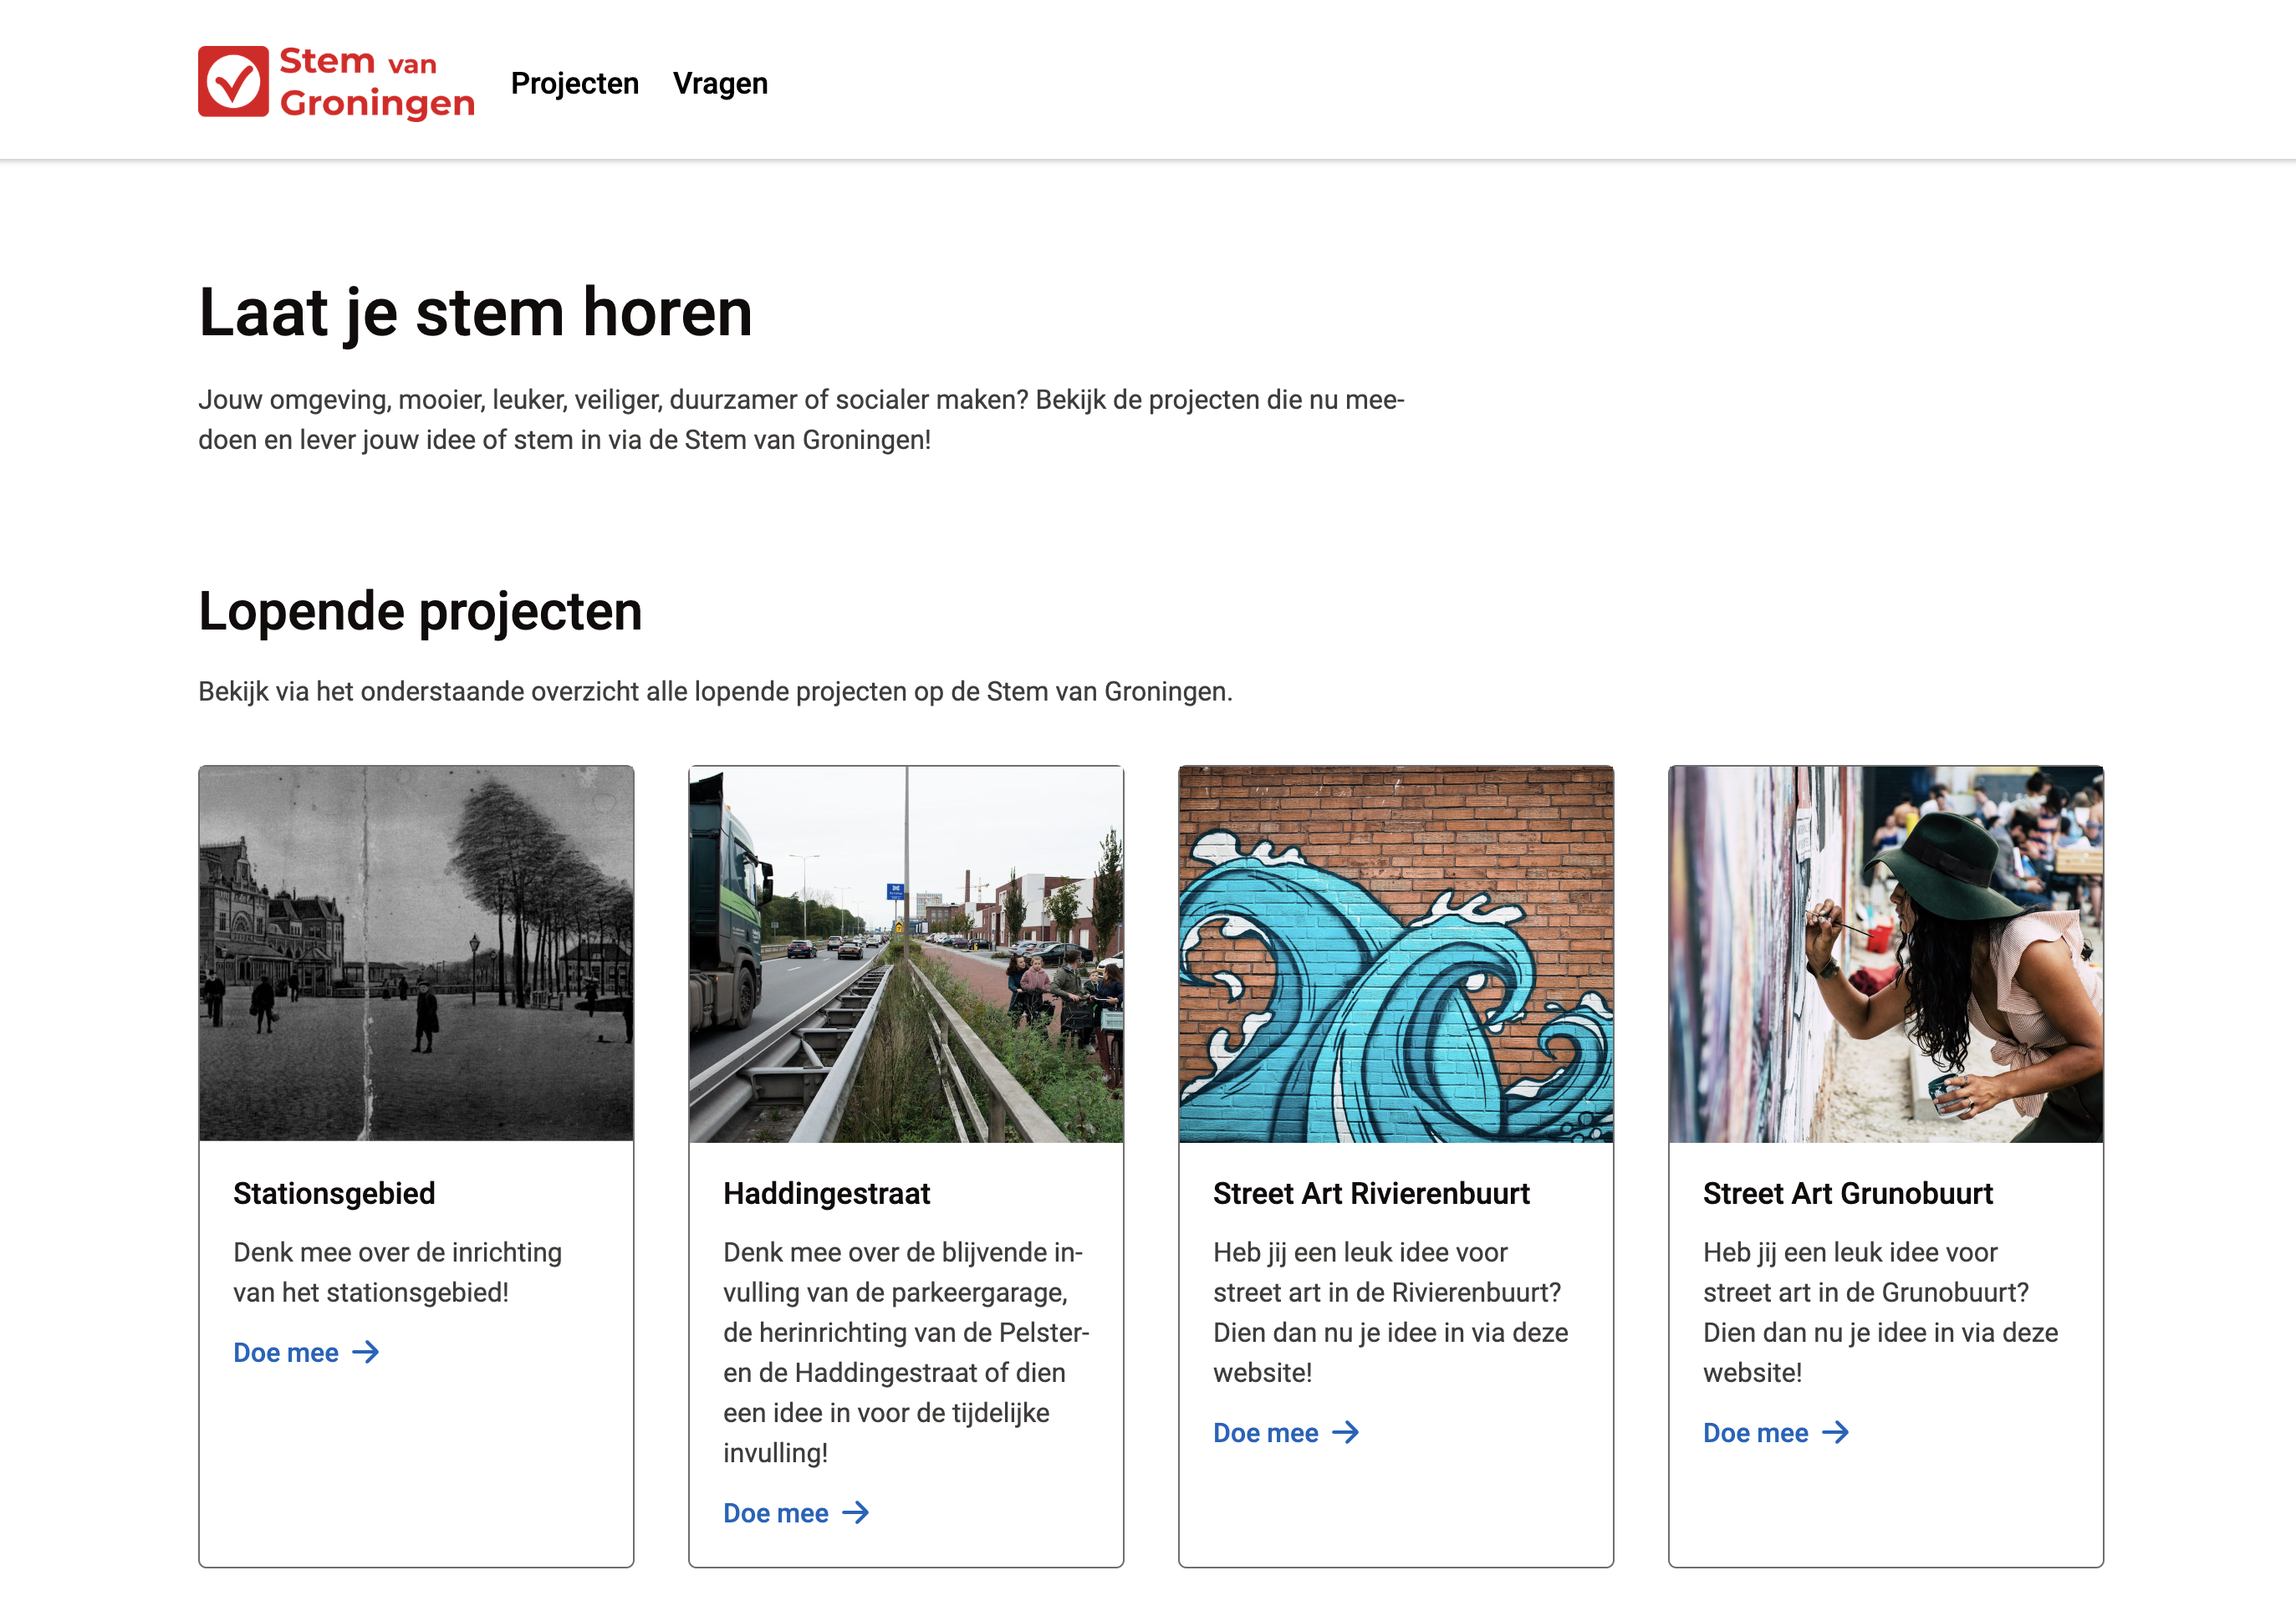 Stem van
Groningen
Projecten
Vragen
Laat je stem horen
Jouw omgeving, mooier, leuker, veiliger, duurzamer of socialer maken? Bekijk de projecten die nu mee-
doen en lever jouw idee of stem in via de Stem van Groningen!
Lopende projecten
Bekijk via het onderstaande overzicht alle lopende projecten op de Stem van Groningen.
Stationsgebied
Denk mee over de inrichting
van het stationsgebied!
Doe mee
Haddingestraat
Denk mee over de blijvende in-
vulling van de parkeergarage,
de herinrichting van de Pelster-
en de Haddingestraat of dien
een idee in voor de tijdelijke
invulling!
Doe mee
Street Art Rivierenbuurt
Heb jij een leuk idee voor
street art in de Rivierenbuurt?
Dien dan nu je idee in via deze
website!
Doe mee
Street Art Grunobuurt
Heb jij een leuk idee voor
street art in de Grunobuurt?
Dien dan nu je idee in via deze
website!
Doe mee